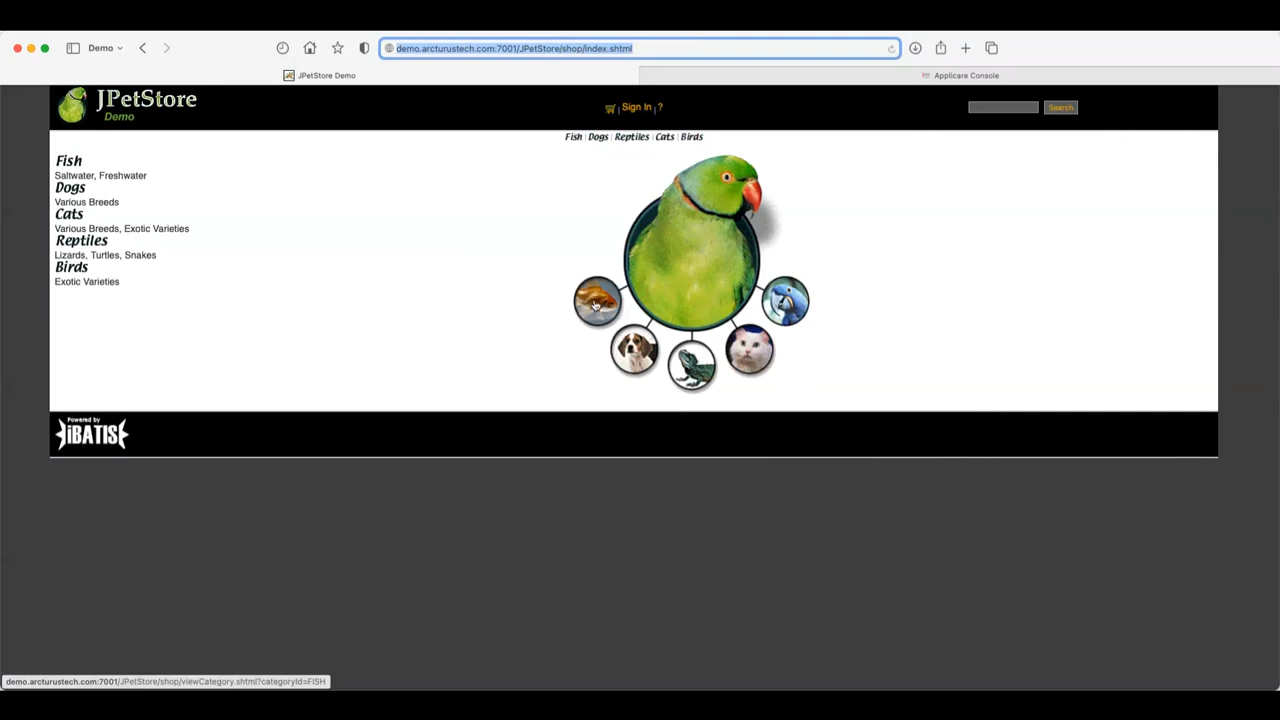 Demo
demo.arcturustech.com:7001/JPetStore/shop/index.shtml
JPetStore Demo
Applicare Console
JPetStore
Demo
Sign In | ?
Search
Fish | Dogs | Reptiles | Cats | Birds
Fish
Saltwater, Freshwater
Dogs
Various Breeds
Cats
Various Breeds, Exotic Varieties
Reptiles
Lizards, Turtles, Snakes
Birds
Exotic Varieties
Powered by
iBATIS
demo.arcturustech.com:7001/JPetStore/shop/viewCategory.shtml?categoryId=FISH